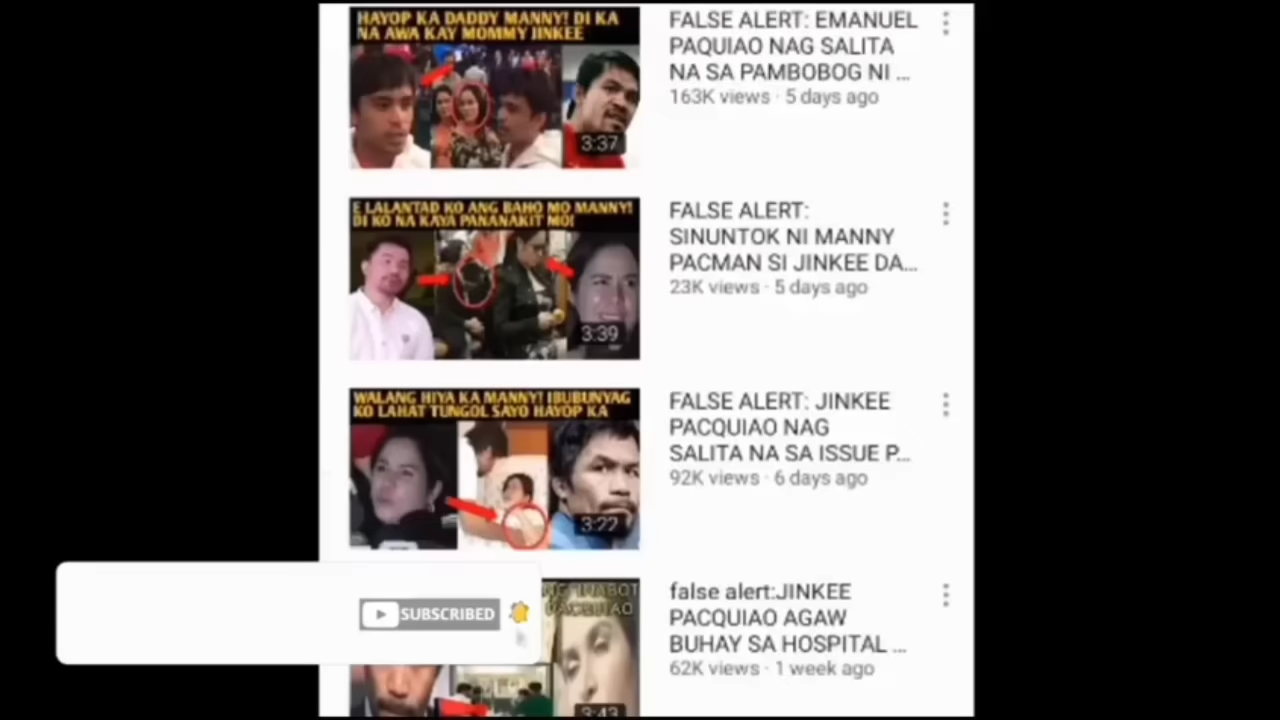 HAYOP KA DADDY MANNY! DI KA
NA AWA KAY MOMMY JINKEE
3:37
FALSE ALERT: EMANUEL
PAQUIAO NAG SALITA
NA SA PAMBOBOG NI ...
163K views · 5 days ago
E LALANTAD KO ANG BAHO MO MANNY!
DI KO NA KAYA PANANAKIT MO!
3:39
FALSE ALERT:
SINUNTOK NI MANNY
PACMAN SI JINKEE DA...
23K views · 5 days ago
WALANG HIYA KA MANNY! IBUBUNYAG
KO LAHAT TUNGOL SAYO HAYOP KA
3:22
FALSE ALERT: JINKEE
PACQUIAO NAG
SALITA NA SA ISSUE P...
92K views · 6 days ago
SUBSCRIBED
PACQUIAO
3:43
false alert:JINKEE
PACQUIAO AGAW
BUHAY SA HOSPITAL ...
62K views · 1 week ago